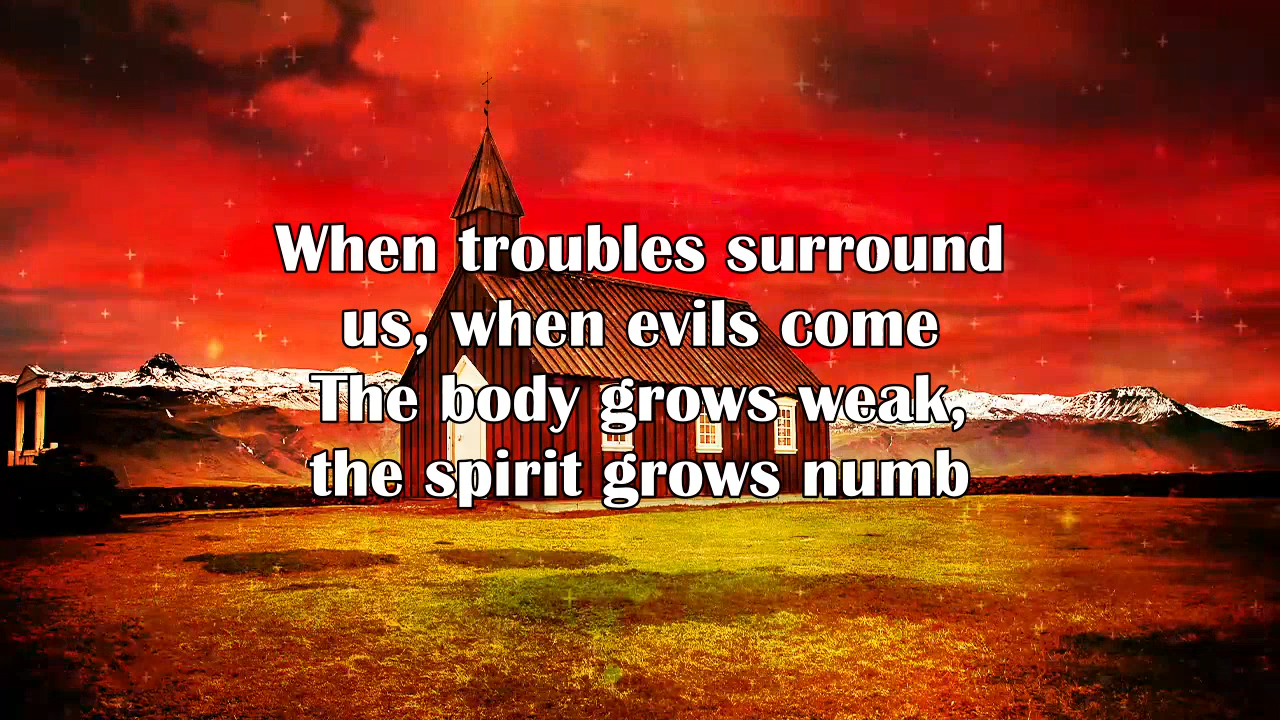 When troubles surround
us, when evils come
The body grows weak,
the spirit grows numb